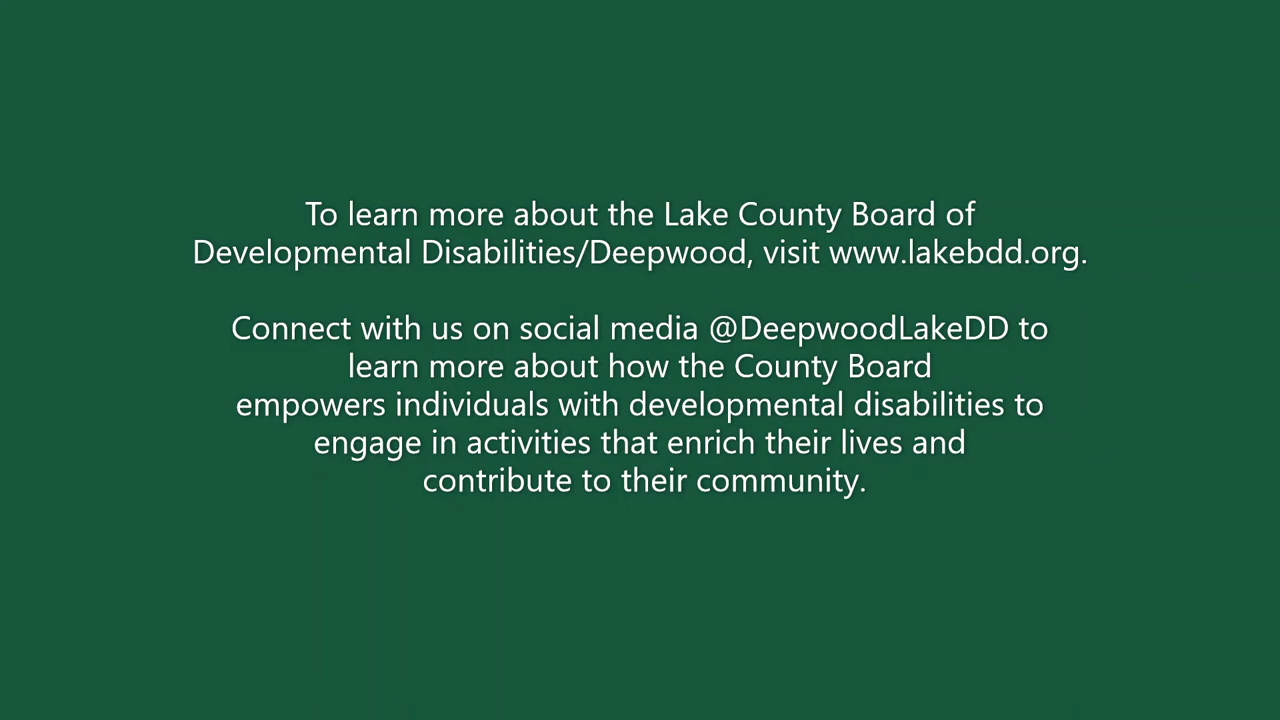 To learn more about the Lake County Board of
Developmental Disabilities/Deepwood, visit www.lakebdd.org.
Connect with us on social media @DeepwoodLakeDD to
learn more about how the County Board
empowers individuals with developmental disabilities to
engage in activities that enrich their lives and
contribute to their community.